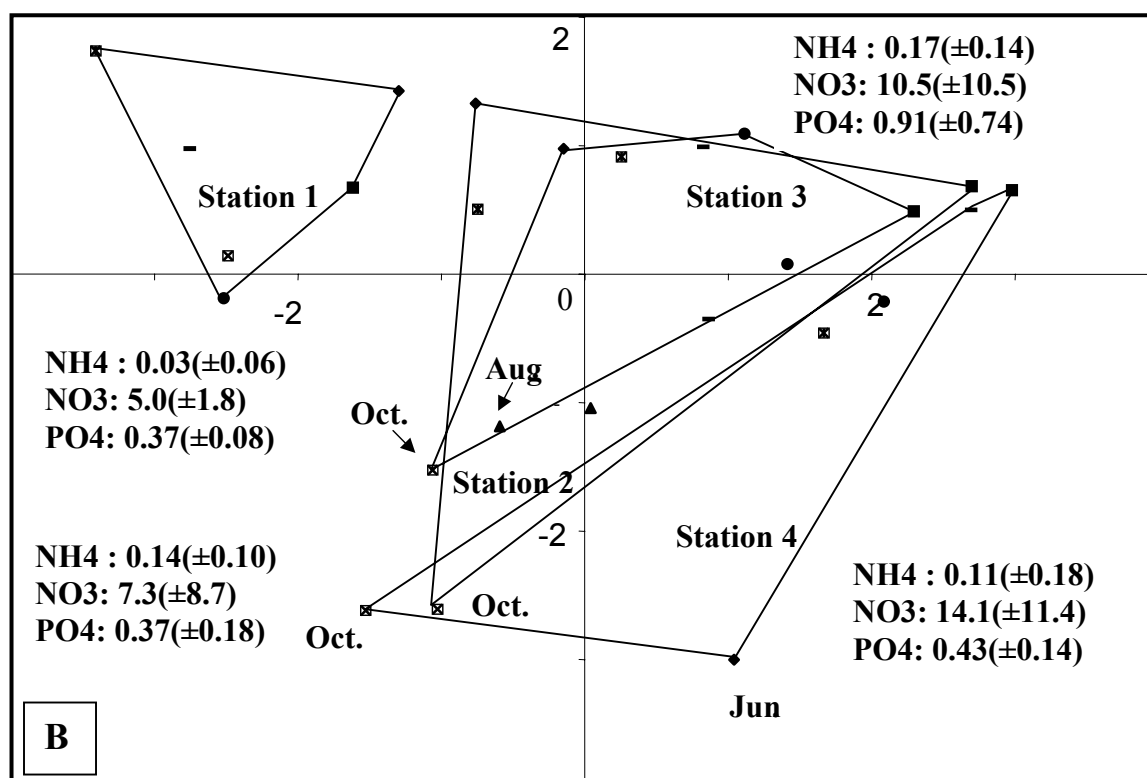 2
NH4 : 0.17(±0.14)
NO3: 10.5(±10.5)
PO4: 0.91(±0.74)
Station 1
Station 3
-2
0
2
NH4 : 0.03(±0.06)
NO3: 5.0(±1.8)
PO4: 0.37(±0.08)
Aug
Oct.
Station 2
-2
Station 4
NH4 : 0.14(±0.10)
NO3: 7.3(±8.7)
PO4: 0.37(±0.18)
NH4 : 0.11(±0.18)
NO3: 14.1(±11.4)
PO4: 0.43(±0.14)
Oct.
Oct.
Jun
B